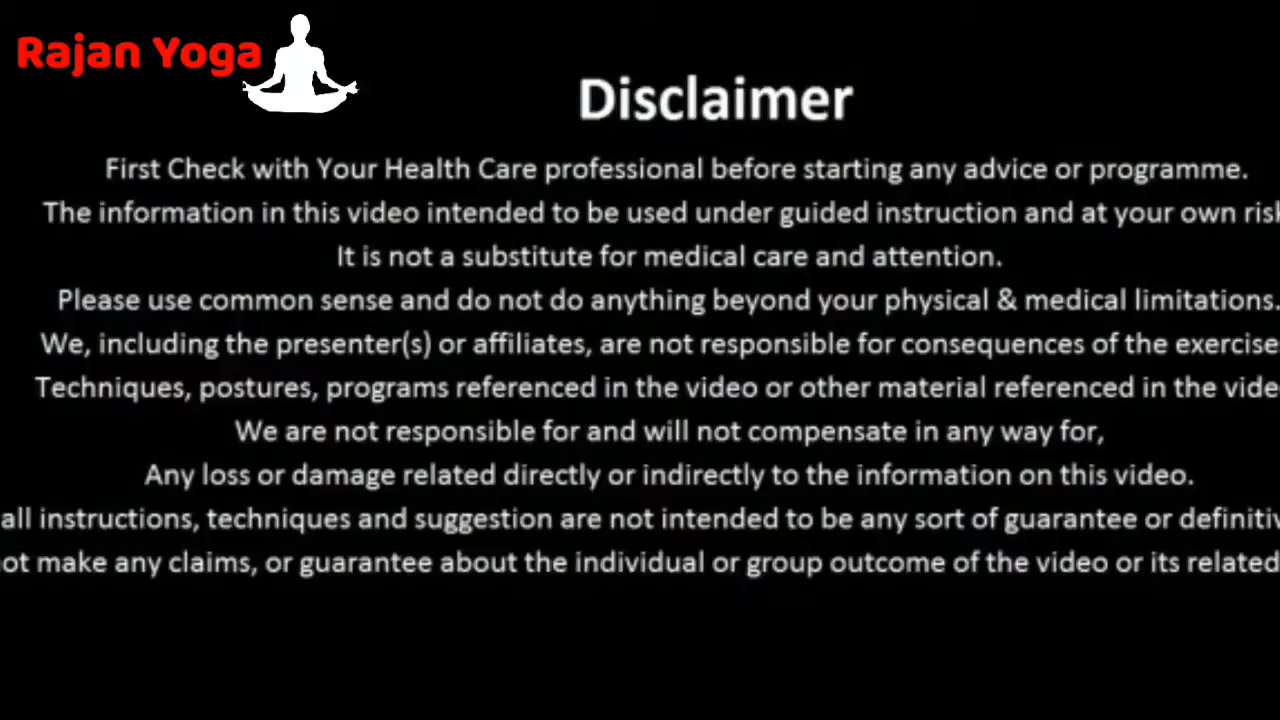 Rajan Yoga
Disclaimer
First Check with Your Health Care professional before starting any advice or programme.
The information in this video intended to be used under guided instruction and at your own risk
It is not a substitute for medical care and attention.
Please use common sense and do not do anything beyond your physical & medical limitations.
We, including the presenter(s) or affiliates, are not responsible for consequences of the exercise
Techniques, postures, programs referenced in the video or other material referenced in the vide
We are not responsible for and will not compensate in any way for,
Any loss or damage related directly or indirectly to the information on this video.
all instructions, techniques and suggestion are not intended to be any sort of guarantee or definitiv
ot make any claims, or guarantee about the individual or group outcome of the video or its related